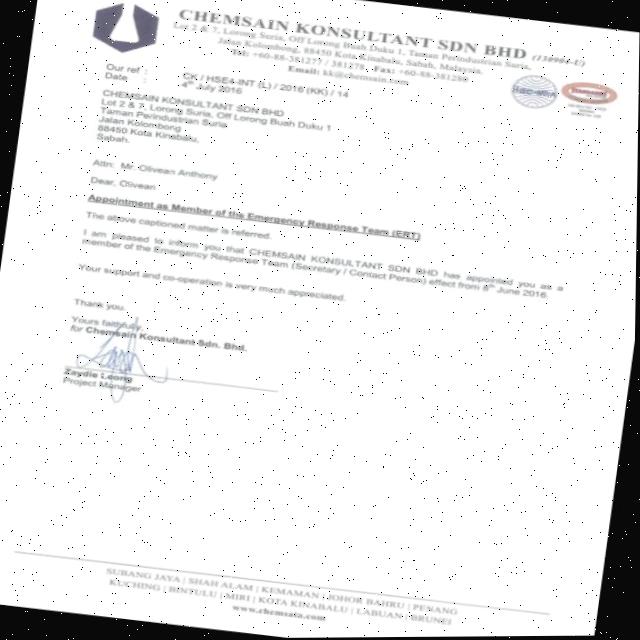 CHEMSAIN KONSULTANT SDN BHD
Lot 2 & 7, Lorong Suria, Off Lorong Buah Duku 1, Taman Perindustrian Suria,
Jalan Kolombong, 88450 Kota Kinabalu, Sabah, Malaysia.
Tel: +60-88-381277 / 381278, Fax: +60-88-381280
Email: kk@chemsain.com
Our ref : CK / HSE4-INT (L) / 2016 (KK) / 14
Date : 4th July 2016
CHEMSAIN KONSULTANT SDN BHD
Lot 2 & 7, Lorong Suria, Off Lorong Buah Duku 1
Taman Perindustrian Suria
Jalan Kolombong
88450 Kota Kinabalu,
Sabah.
Attn: Mr. Olivean Anthony
Dear, Olivean
Appointment as Member of the Emergency Response Team (ERT)
The above captioned matter is referred.
I am pleased to inform you that CHEMSAIN KONSULTANT SDN BHD has appointed you as a
member of the Emergency Response Team (Secretary / Contact Person) effect from 8th June 2016.
Your support and co-operation is very much appreciated.
Thank you.
Yours faithfully,
for Chemsain Konsultant Sdn. Bhd.
Zaydie Leong
Project Manager
SUBANG JAYA | SHAH ALAM | KEMAMAN | JOHOR BAHRU | PENANG
KUCHING | BINTULU | MIRI | KOTA KINABALU | LABUAN | BRUNEI
www.chemsain.com